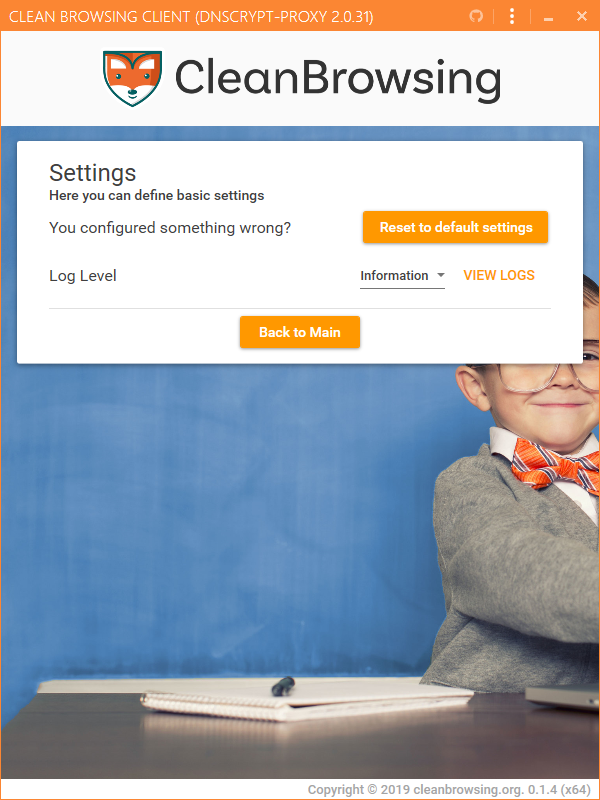 CLEAN BROWSING CLIENT (DNSCRYPT-PROXY 2.0.31)
CleanBrowsing
Settings
Here you can define basic settings
You configured something wrong?
Reset to default settings
Log Level
Information
VIEW LOGS
Back to Main
Copyright © 2019 cleanbrowsing.org. 0.1.4 (x64)